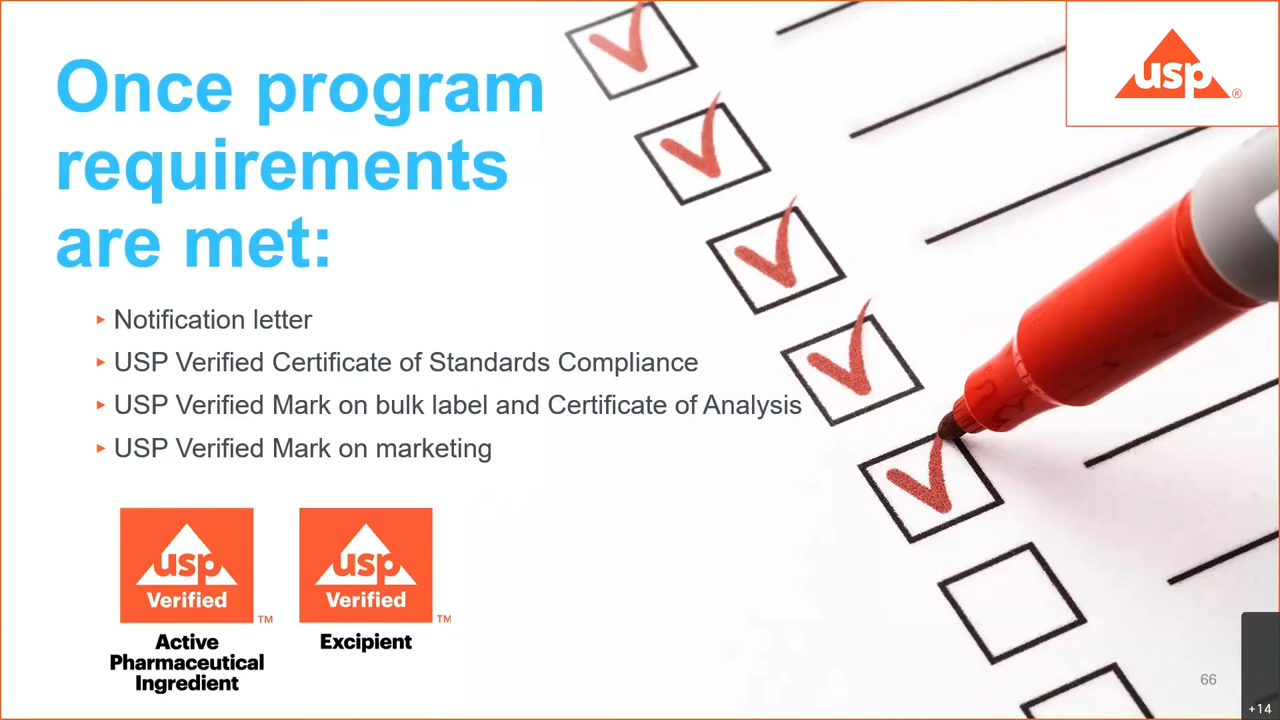 Once program
requirements
are met:
usp®
▸ Notification letter
▸ USP Verified Certificate of Standards Compliance
▸ USP Verified Mark on bulk label and Certificate of Analysis
▸ USP Verified Mark on marketing
usp
Verified
TM
Active
Pharmaceutical
Ingredient
usp
Verified
TM
Excipient
66
+14